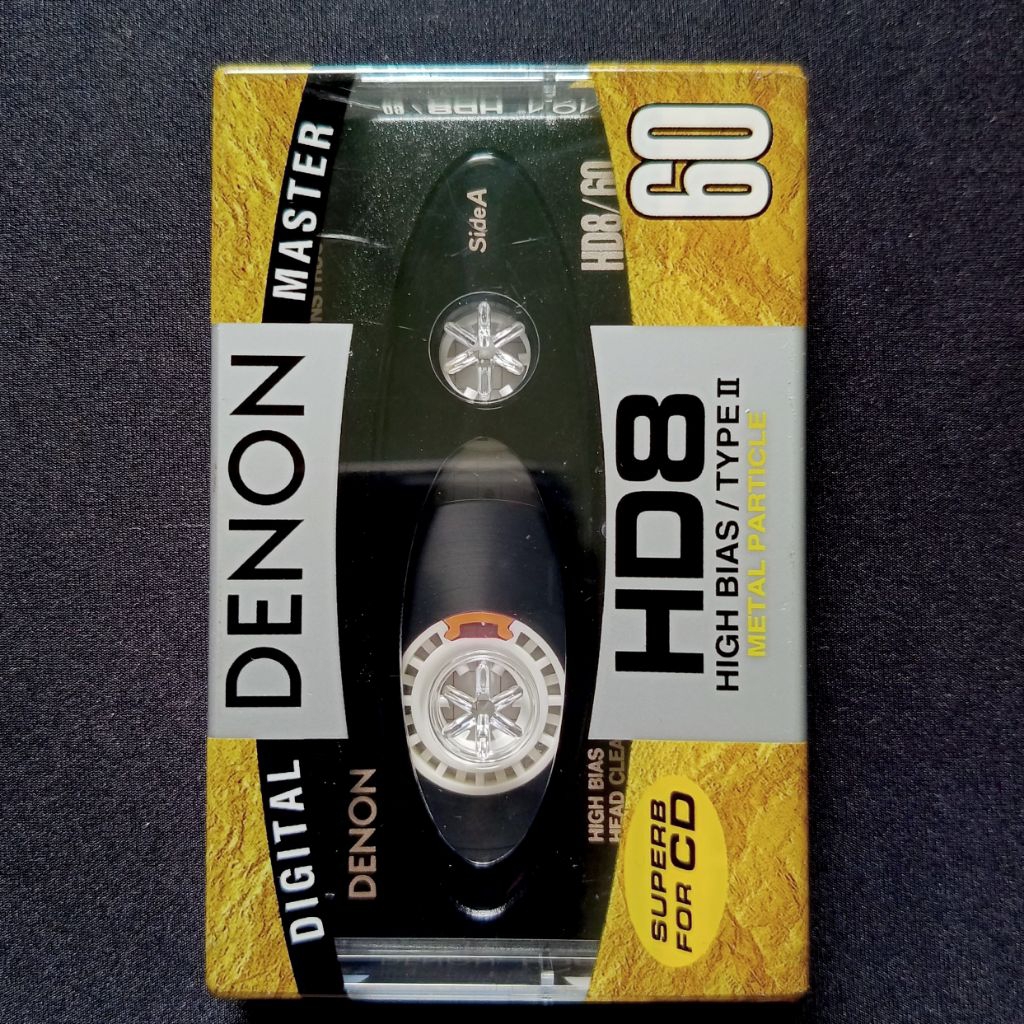 DIGITAL MASTER
DENON
DENON
SideA
HIGH BIAS HD8/60
HEAD
HD8
HIGH BIAS / TYPE II
METAL PARTICLE
SUPERB
FOR CD
60